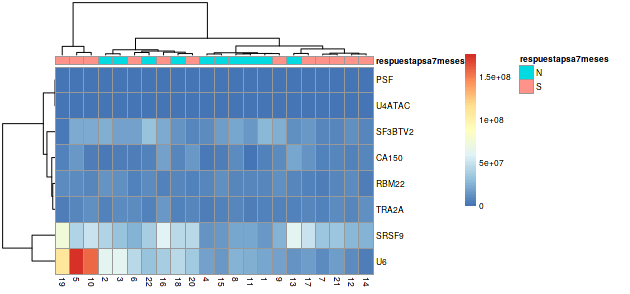 respuestapsa7meses
respuestapsa7meses
N
S
1.5e+08
1e+08
5e+07
0
PSF
U4ATAC
SF3BTV2
CA150
RBM22
TRA2A
SRSF9
U6
19 5 10 2 3 6 22 16 18 20 4 15 8 11 1 9 13 17 7 21 12 14